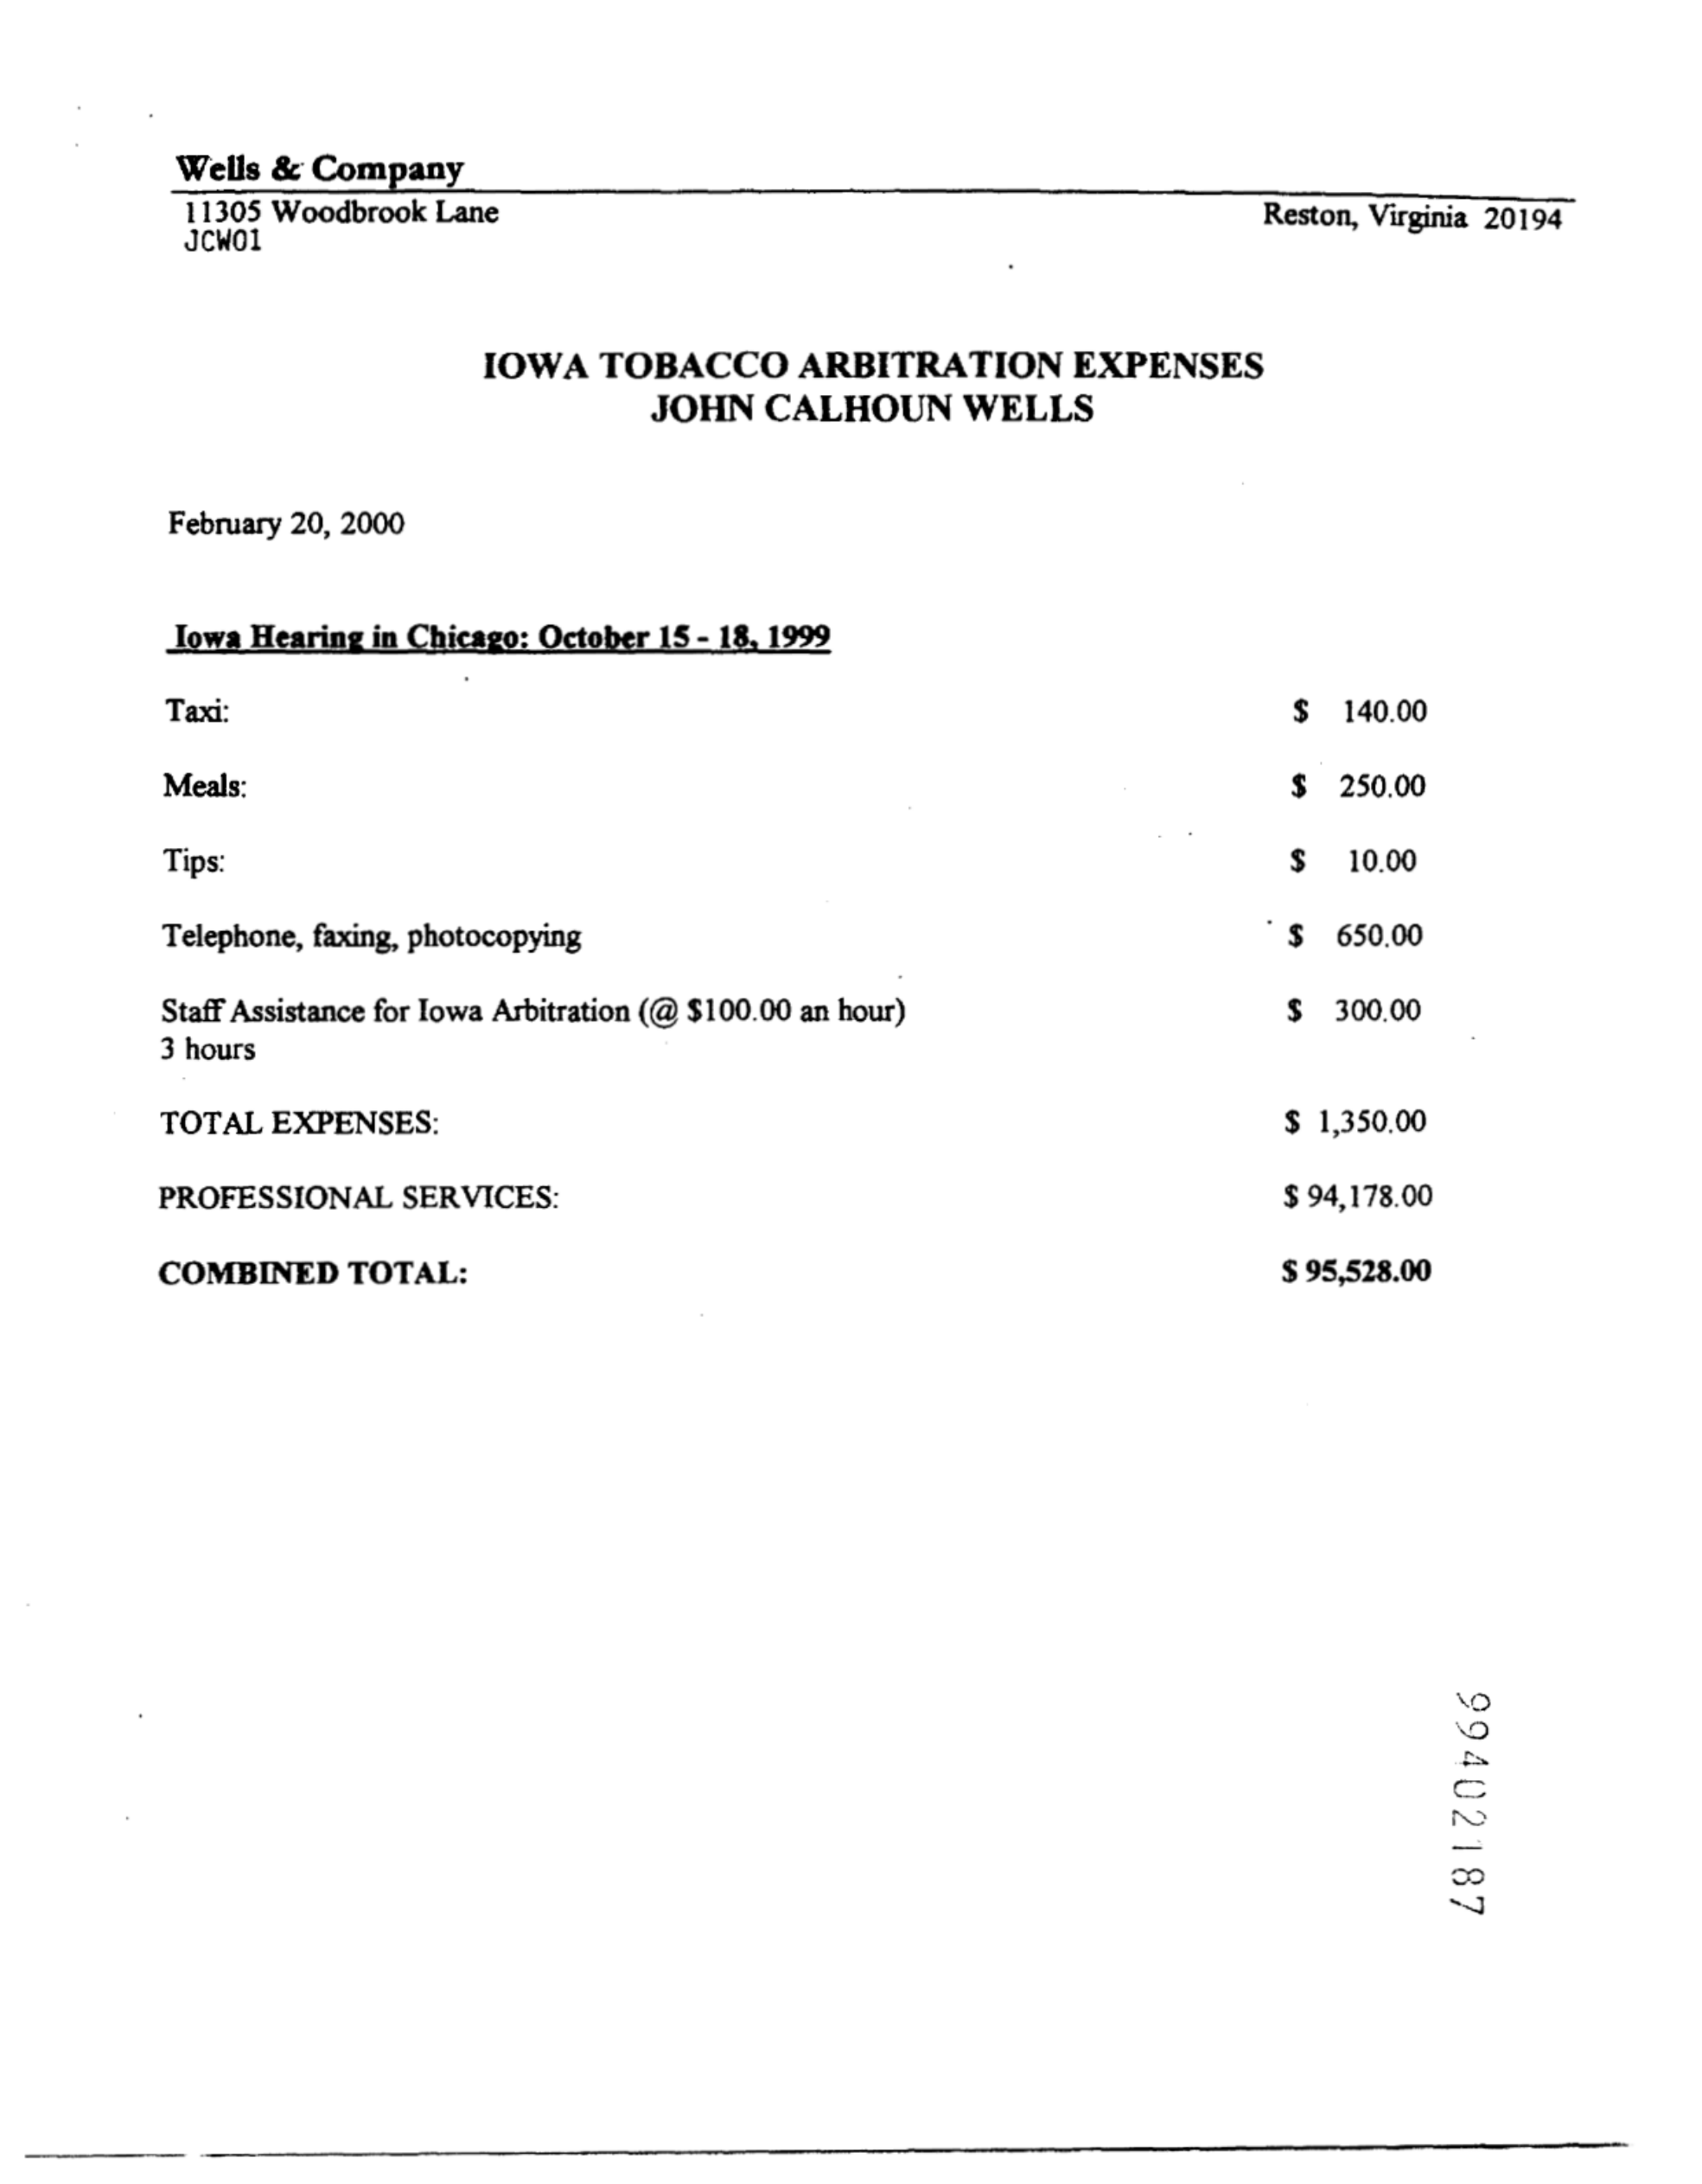 Wells & Company
11305 Woodbrook Lane Reston, Virginia 20194
JCW01
IOWA TOBACCO ARBITRATION EXPENSES
JOHN CALHOUN WELLS
February 20, 2000
Iowa Hearing in Chicago: October 15 - 18, 1999
Taxi: $ 140.00
Meals: $ 250.00
Tips: $ 10.00
Telephone, faxing, photocopying $ 650.00
Staff Assistance for Iowa Arbitration (@ $100.00 an hour) $ 300.00
3 hours
TOTAL EXPENSES: $ 1,350.00
PROFESSIONAL SERVICES: $ 94,178.00
COMBINED TOTAL: $ 95,528.00
99402187